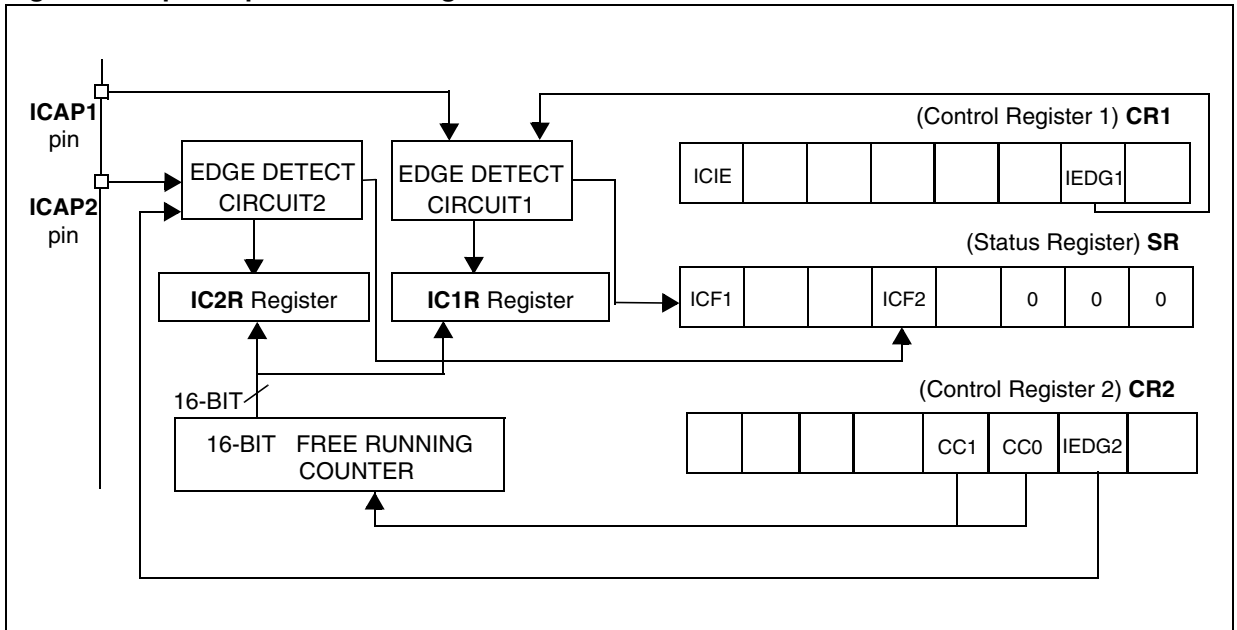 ICAP1
pin
ICAP2
pin
EDGE DETECT
CIRCUIT2
EDGE DETECT
CIRCUIT1
IC2R Register
IC1R Register
16-BIT
16-BIT FREE RUNNING
COUNTER
(Control Register 1) CR1
ICIE
IEDG1
(Status Register) SR
ICF1
ICF2
0
0
0
(Control Register 2) CR2
CC1
CC0
IEDG2